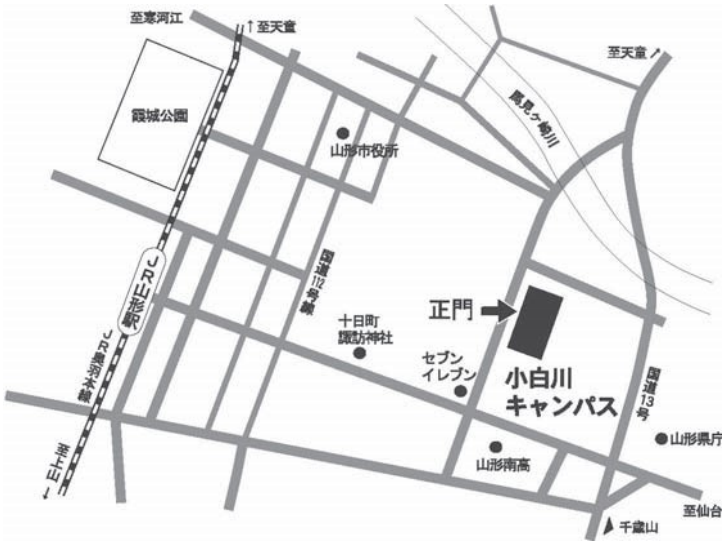 至寒河江
↑至天童
至天童↗
霞城公園
馬見ヶ崎川
山形市役所
JR山形駅
国道112号線
正門
十日町
諏訪神社
セブン
イレブン
小白川
キャンパス
国道13号
JR奥羽本線
山形県庁
山形南高
至上山
↓
至仙台
千歳山